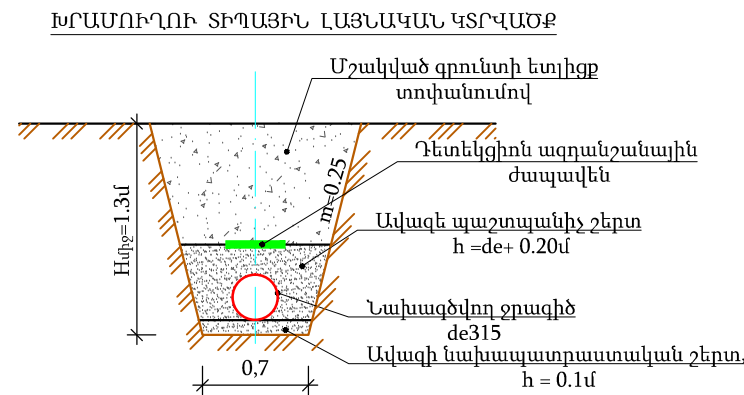 ԽՐԱՄՈՒՂՈՒ ՏԻՊԱՅԻՆ ԼԱՅՆԱԿԱՆ ԿՏՐՎԱԾՔ
Մշակված գրունտի ետլիցք
տոփանումով
Դետեկցիոն ազդանշանային
ժապավեն
m=0.25
Hմիջ=1.3մ
Ավազե պաշտպանիչ շերտ
h =de+ 0.20մ
Նախագծվող ջրագիծ
de315
Ավազի նախապատրաստական շերտ,
h = 0.1մ
0,7